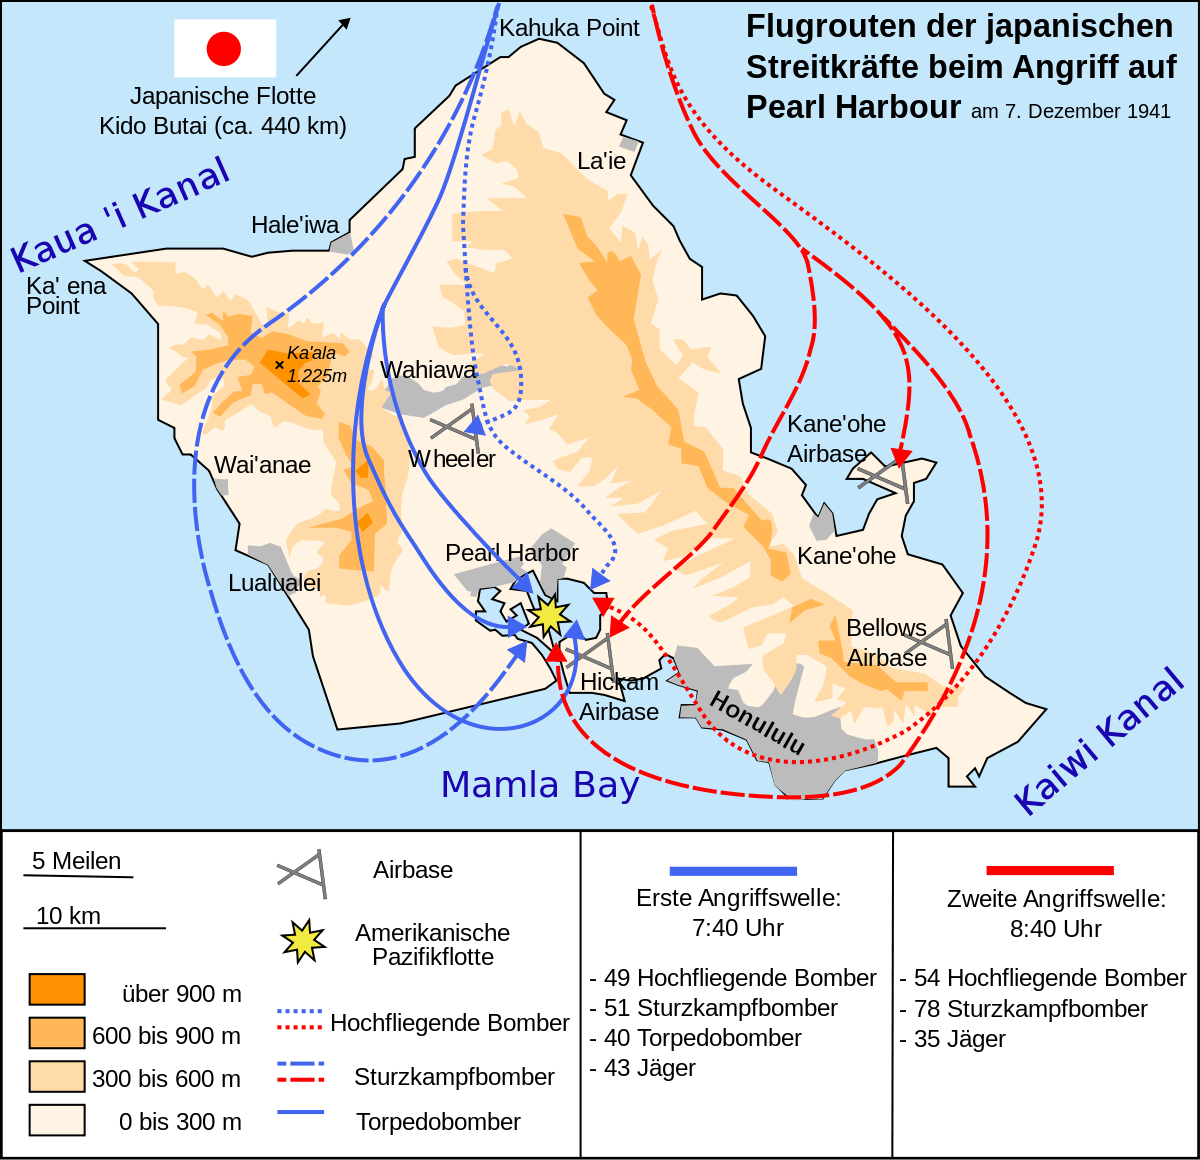 Flugrouten der japanischen
Streitkräfte beim Angriff auf
Pearl Harbour am 7. Dezember 1941
Japanische Flotte
Kido Butai (ca. 440 km)
Kahuka Point
La'ie
Kaua 'i Kanal
Hale'iwa
Ka' ena
Point
Ka'ala
1.225m
Wahiawa
Wheeler
Wai'anae
Kane'ohe
Airbase
Pearl Harbor
Kane'ohe
Lualualei
Bellows
Airbase
Hickam
Airbase
Honululu
Mamla Bay
Kaiwi Kanal
5 Meilen
10 km
über 900 m
600 bis 900 m
300 bis 600 m
0 bis 300 m
Airbase
Amerikanische
Pazifikflotte
Hochfliegende Bomber
Sturzkampfbomber
Torpedobomber
Erste Angriffswelle:
7:40 Uhr
- 49 Hochfliegende Bomber
- 51 Sturzkampfbomber
- 40 Torpedobomber
- 43 Jäger
Zweite Angriffswelle:
8:40 Uhr
- 54 Hochfliegende Bomber
- 78 Sturzkampfbomber
- 35 Jäger